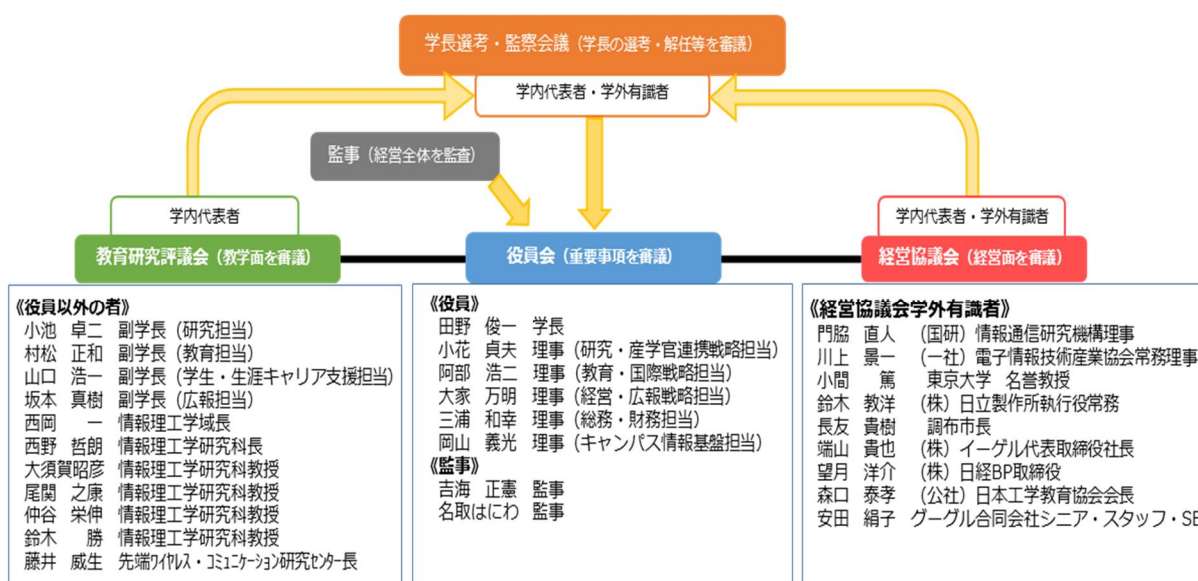 学長選考・監察会議（学長の選考・解任等を審議）
学内代表者・学外有識者
監事（経営全体を監査）
学内代表者
学内代表者・学外有識者
教育研究評議会（教学面を審議）
役員会（重要事項を審議）
経営協議会（経営面を審議）
《役員以外の者》
小池　卓二　副学長（研究担当）
村松　正和　副学長（教育担当）
山口　浩一　副学長（学生・生涯キャリア支援担当）
坂本　真樹　副学長（広報担当）
西岡　　一　情報理工学域長
西野　哲朗　情報理工学研究科長
大須賀昭彦　情報理工学研究科教授
尾関　之康　情報理工学研究科教授
仲谷　栄伸　情報理工学研究科教授
鈴木　　勝　情報理工学研究科教授
藤井　威生　先端ワイヤレス・コミュニケーション研究センター長
《役員》
田野　俊一　学長
小花　貞夫　理事（研究・産学官連携戦略担当）
阿部　浩二　理事（教育・国際戦略担当）
大家　万明　理事（経営・広報戦略担当）
三浦　和幸　理事（総務・財務担当）
岡山　義光　理事（キャンパス情報基盤担当）
《監事》
吉海　正憲　監事
名取はにわ　監事
《経営協議会学外有識者》
門脇　直人　（国研）情報通信研究機構理事
川上　景一　（一社）電子情報技術産業協会常務理事
小間　　篤　東京大学　名誉教授
鈴木　教洋　（株）日立製作所執行役常務
長友　貴樹　調布市長
端山　貴也　（株）イーゲル代表取締役社長
望月　洋介　（株）日経BP取締役
森口　泰孝　（公社）日本工学教育協会会長
安田　絹子　グーグル合同会社シニア・スタッフ・SE